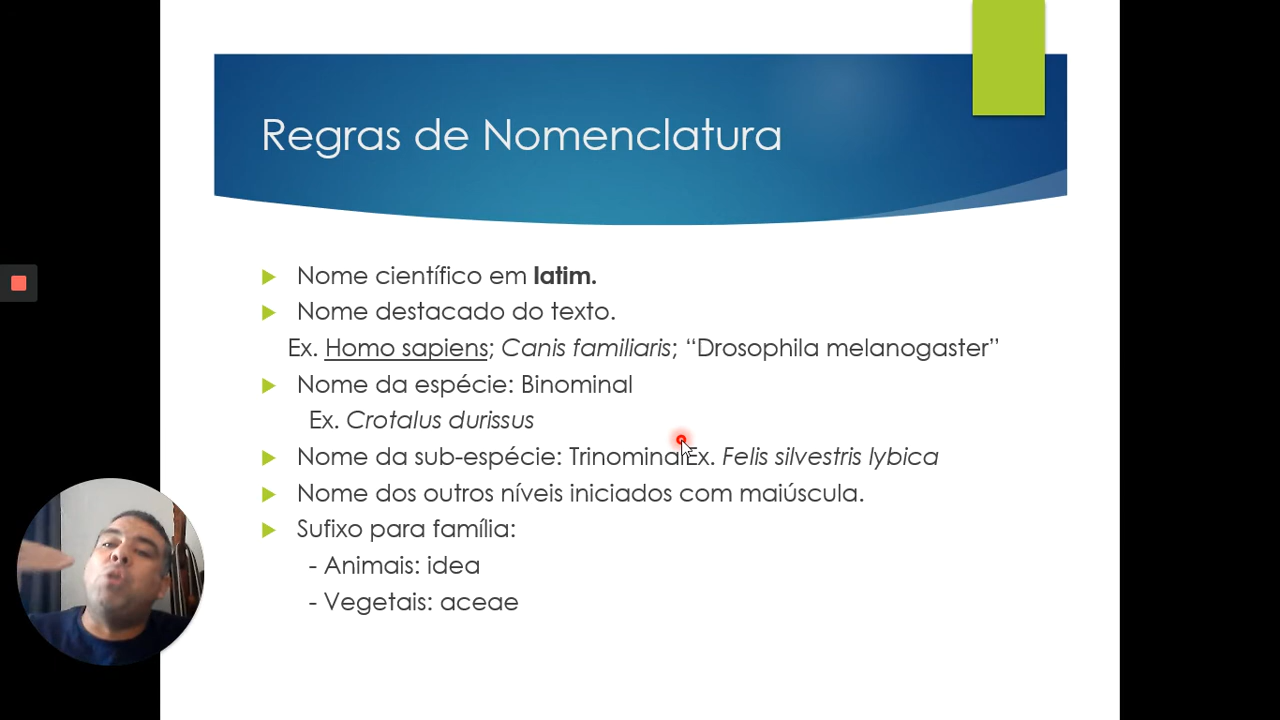 Regras de Nomenclatura
Nome científico em latim.
Nome destacado do texto.
Ex. Homo sapiens; Canis familiaris; “Drosophila melanogaster”
Nome da espécie: Binominal
Ex. Crotalus durissus
Nome da sub-espécie: Trinominal Ex. Felis silvestris lybica
Nome dos outros níveis iniciados com maiúscula.
Sufixo para família:
- Animais: idea
- Vegetais: aceae